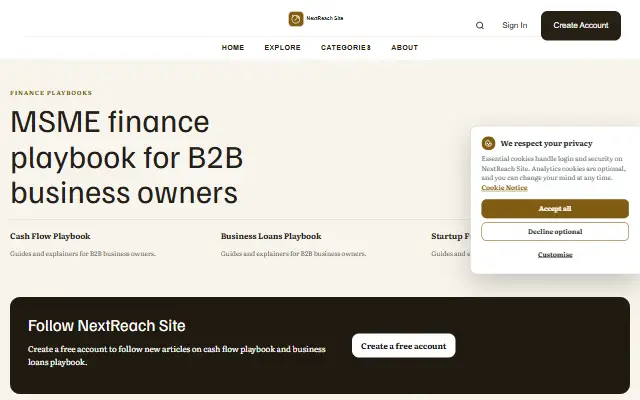 NextReach Site
Sign In
Create Account
HOME
EXPLORE
CATEGORIES
ABOUT
FINANCE PLAYBOOKS
MSME finance
playbook for B2B
business owners
Cash Flow Playbook
Guides and explainers for B2B business owners.
Business Loans Playbook
Guides and explainers for B2B business owners.
Startup F
Guides and e
We respect your privacy
Essential cookies handle login and security on
NextReach Site. Analytics cookies are optional,
and you can change your mind at any time.
Cookie Notice
Accept all
Decline optional
Customise
Follow NextReach Site
Create a free account to follow new articles on cash flow playbook and business
loans playbook.
Create a free account